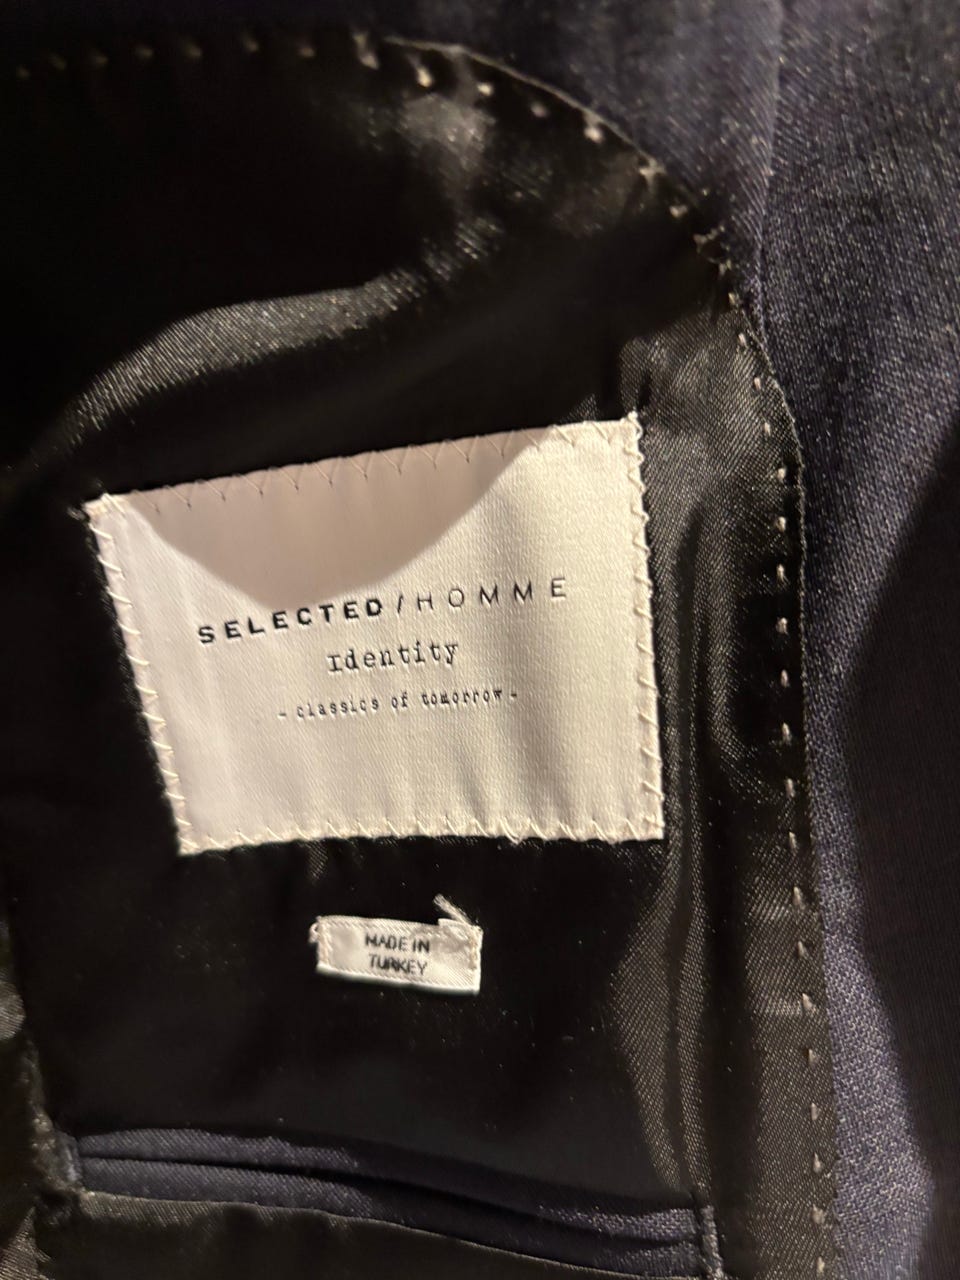 SELECTED/HOMME
Identity
- classics of tomorrow -
MADE IN
TURKEY